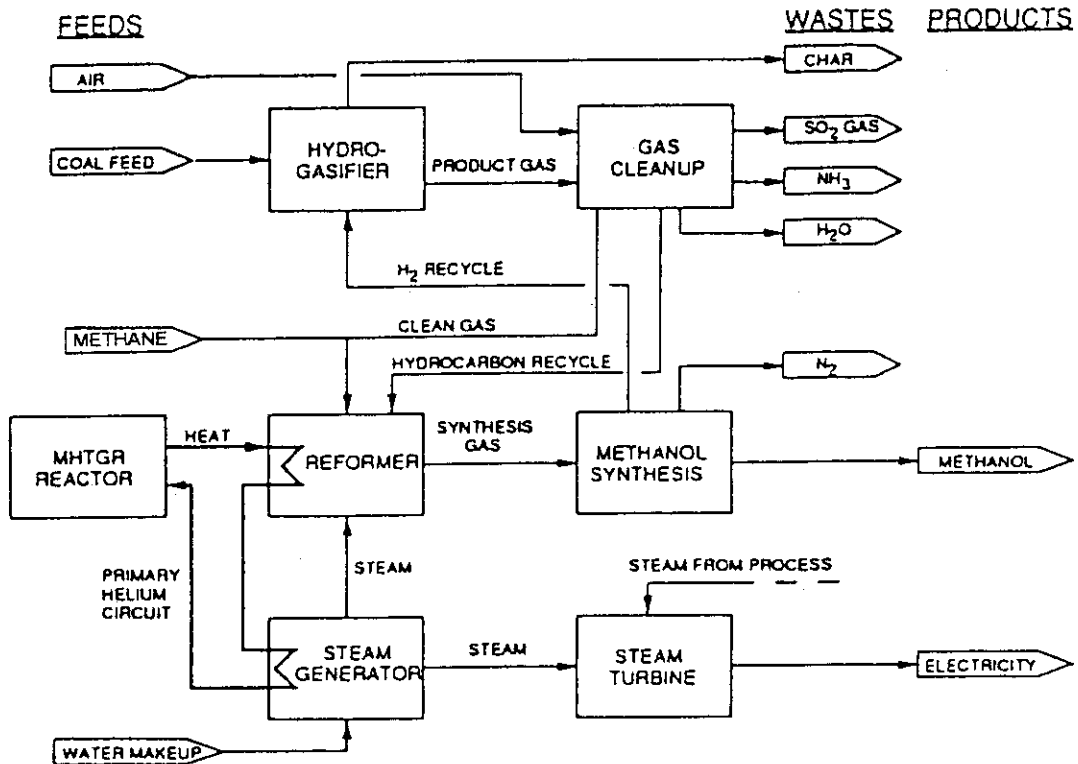 FEEDS
WASTES
PRODUCTS
AIR
CHAR
COAL FEED
HYDRO-
GASIFIER
PRODUCT GAS
GAS
CLEANUP
SO₂ GAS
NH₃
H₂O
H₂ RECYCLE
METHANE
CLEAN GAS
HYDROCARBON RECYCLE
N₂
MHTGR
REACTOR
HEAT
REFORMER
SYNTHESIS
GAS
METHANOL
SYNTHESIS
METHANOL
PRIMARY
HELIUM
CIRCUIT
STEAM
STEAM FROM PROCESS
STEAM
GENERATOR
STEAM
STEAM
TURBINE
ELECTRICITY
WATER MAKEUP